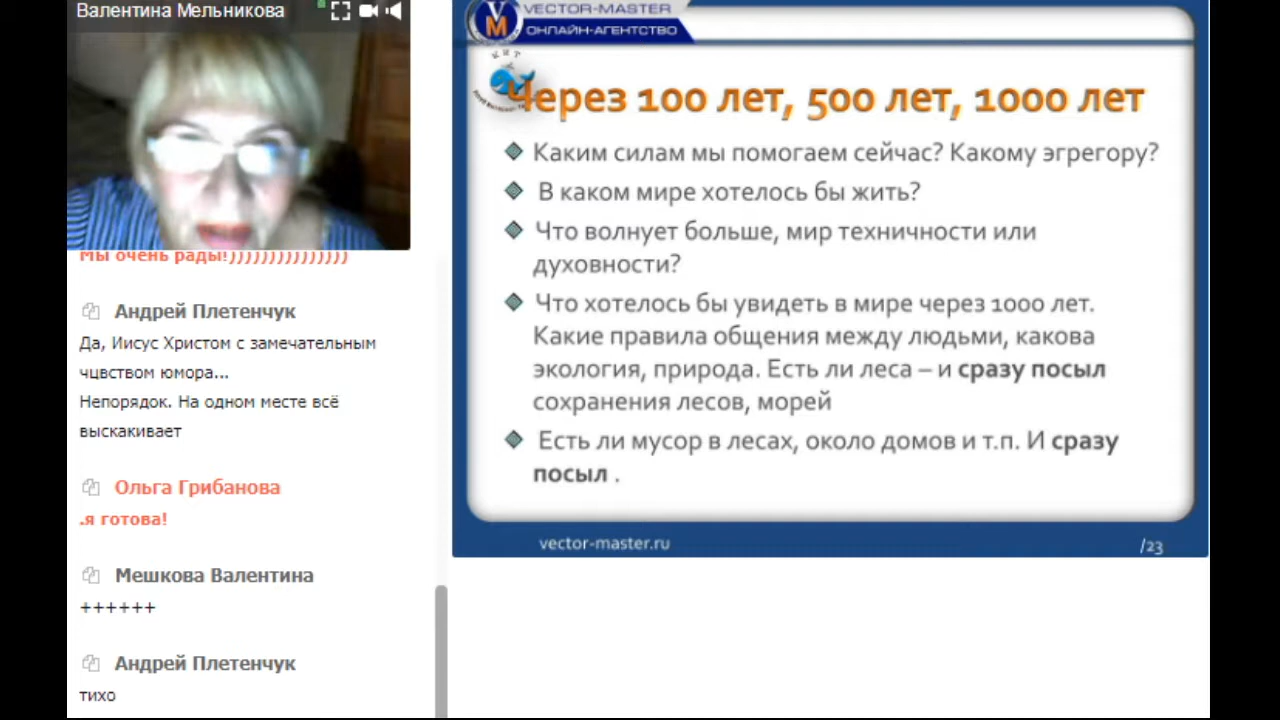 Валентина Мельникова
Мы очень рады!)))))))))))))))
Андрей Плетенчук
Да, Иисус Христом с замечательным
чцвством юмора...
Непорядок. На одном месте всё
выскакивает
Ольга Грибанова
.я готова!
Мешкова Валентина
++++++
Андрей Плетенчук
тихо
VM
VECTOR-MASTER
ОНЛАЙН-АГЕНТСТВО
КИТ
Через 100 лет, 500 лет, 1000 лет
Каким силам мы помогаем сейчас? Какому эгрегору?
В каком мире хотелось бы жить?
Что волнует больше, мир техничности или
духовности?
Что хотелось бы увидеть в мире через 1000 лет.
Какие правила общения между людьми, какова
экология, природа. Есть ли леса – и сразу посыл
сохранения лесов, морей
Есть ли мусор в лесах, около домов и т.п. И сразу
посыл .
vector-master.ru
/23